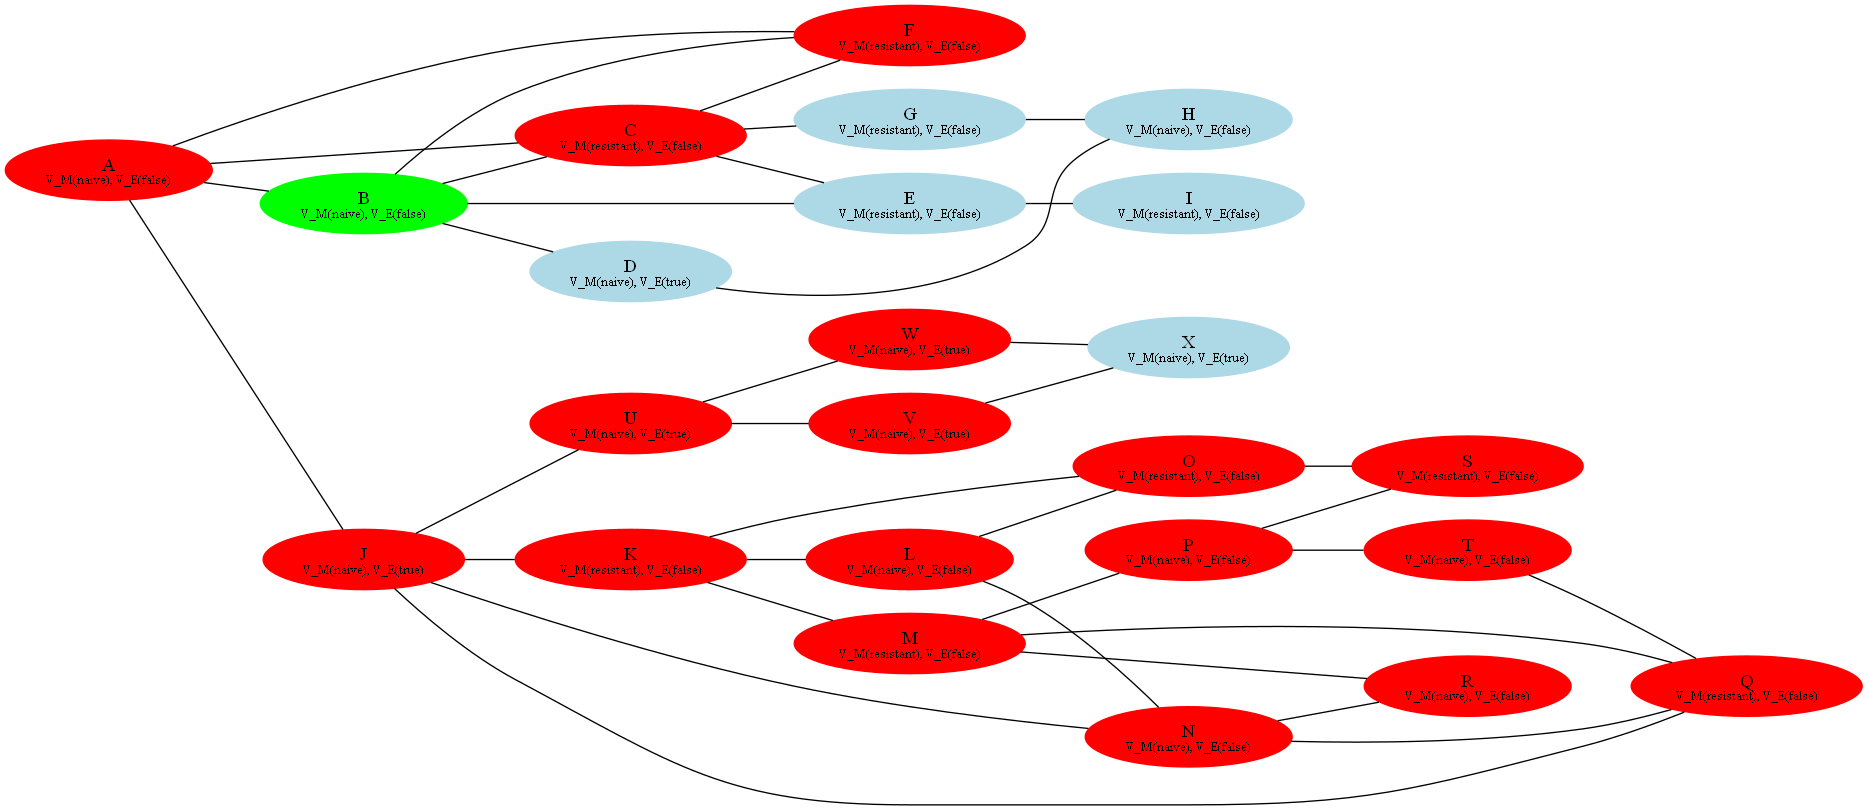 F
V_M(resistant), V_E(false)
G
V_M(resistant), V_E(false)
H
V_M(naive), V_E(false)
C
V_M(resistant), V_E(false)
A
V_M(naive), V_E(false)
B
V_M(naive), V_E(false)
E
V_M(resistant), V_E(false)
I
V_M(resistant), V_E(false)
D
V_M(naive), V_E(true)
W
V_M(naive), V_E(true)
X
V_M(naive), V_E(true)
U
V_M(naive), V_E(true)
V
V_M(naive), V_E(true)
O
V_M(resistant), V_E(false)
S
V_M(resistant), V_E(false)
J
V_M(naive), V_E(true)
K
V_M(resistant), V_E(false)
L
V_M(naive), V_E(false)
P
V_M(naive), V_E(false)
T
V_M(naive), V_E(false)
M
V_M(resistant), V_E(false)
R
V_M(naive), V_E(false)
Q
V_M(resistant), V_E(false)
N
V_M(naive), V_E(false)